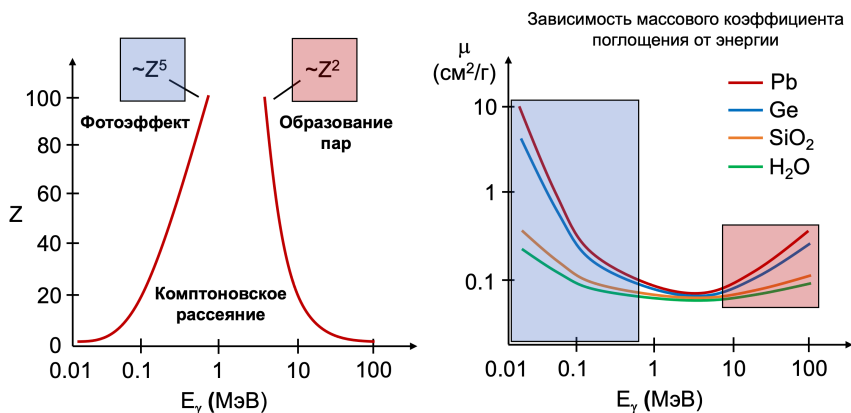 ~Z⁵
~Z²
Фотоэффект
Образование
пар
Комптоновское
рассеяние
Z
100
80
60
40
20
0
0.01
0.1
1
10
100
Eγ (МэВ)
Зависимость массового коэффициента
поглощения от энергии
μ
(см²/г)
Pb
Ge
SiO₂
H₂O
10
1
0.1
0.01
0.1
1
10
100
Eγ (МэВ)